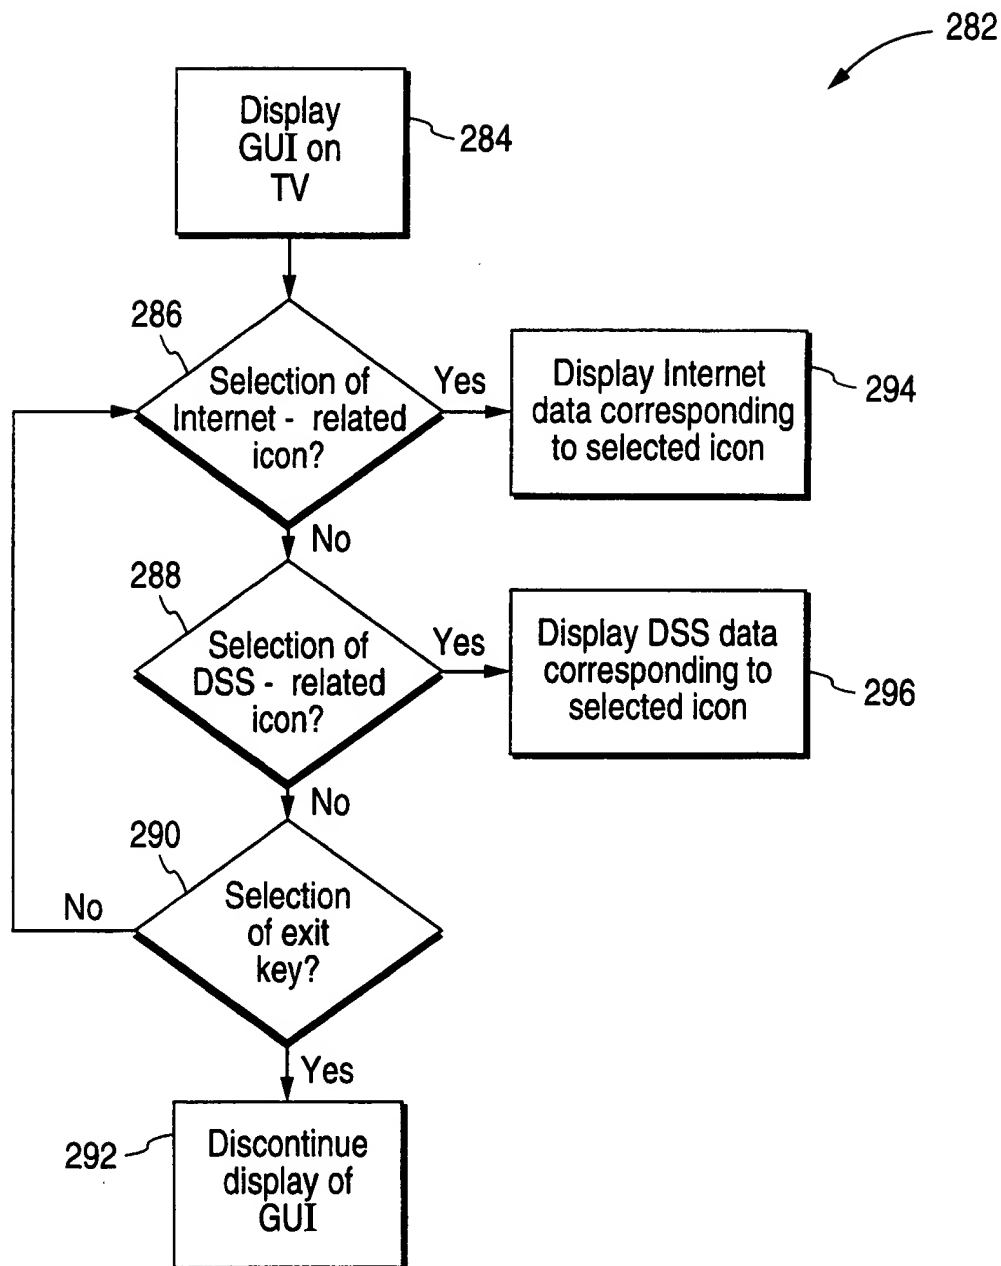 282
Display
GUI on
TV
284
286
Selection of
Internet - related
icon?
Yes
Display Internet
data corresponding
to selected icon
294
No
288
Selection of
DSS - related
icon?
Yes
Display DSS data
corresponding to
selected icon
296
No
290
Selection
of exit
key?
No
Yes
292
Discontinue
display of
GUI